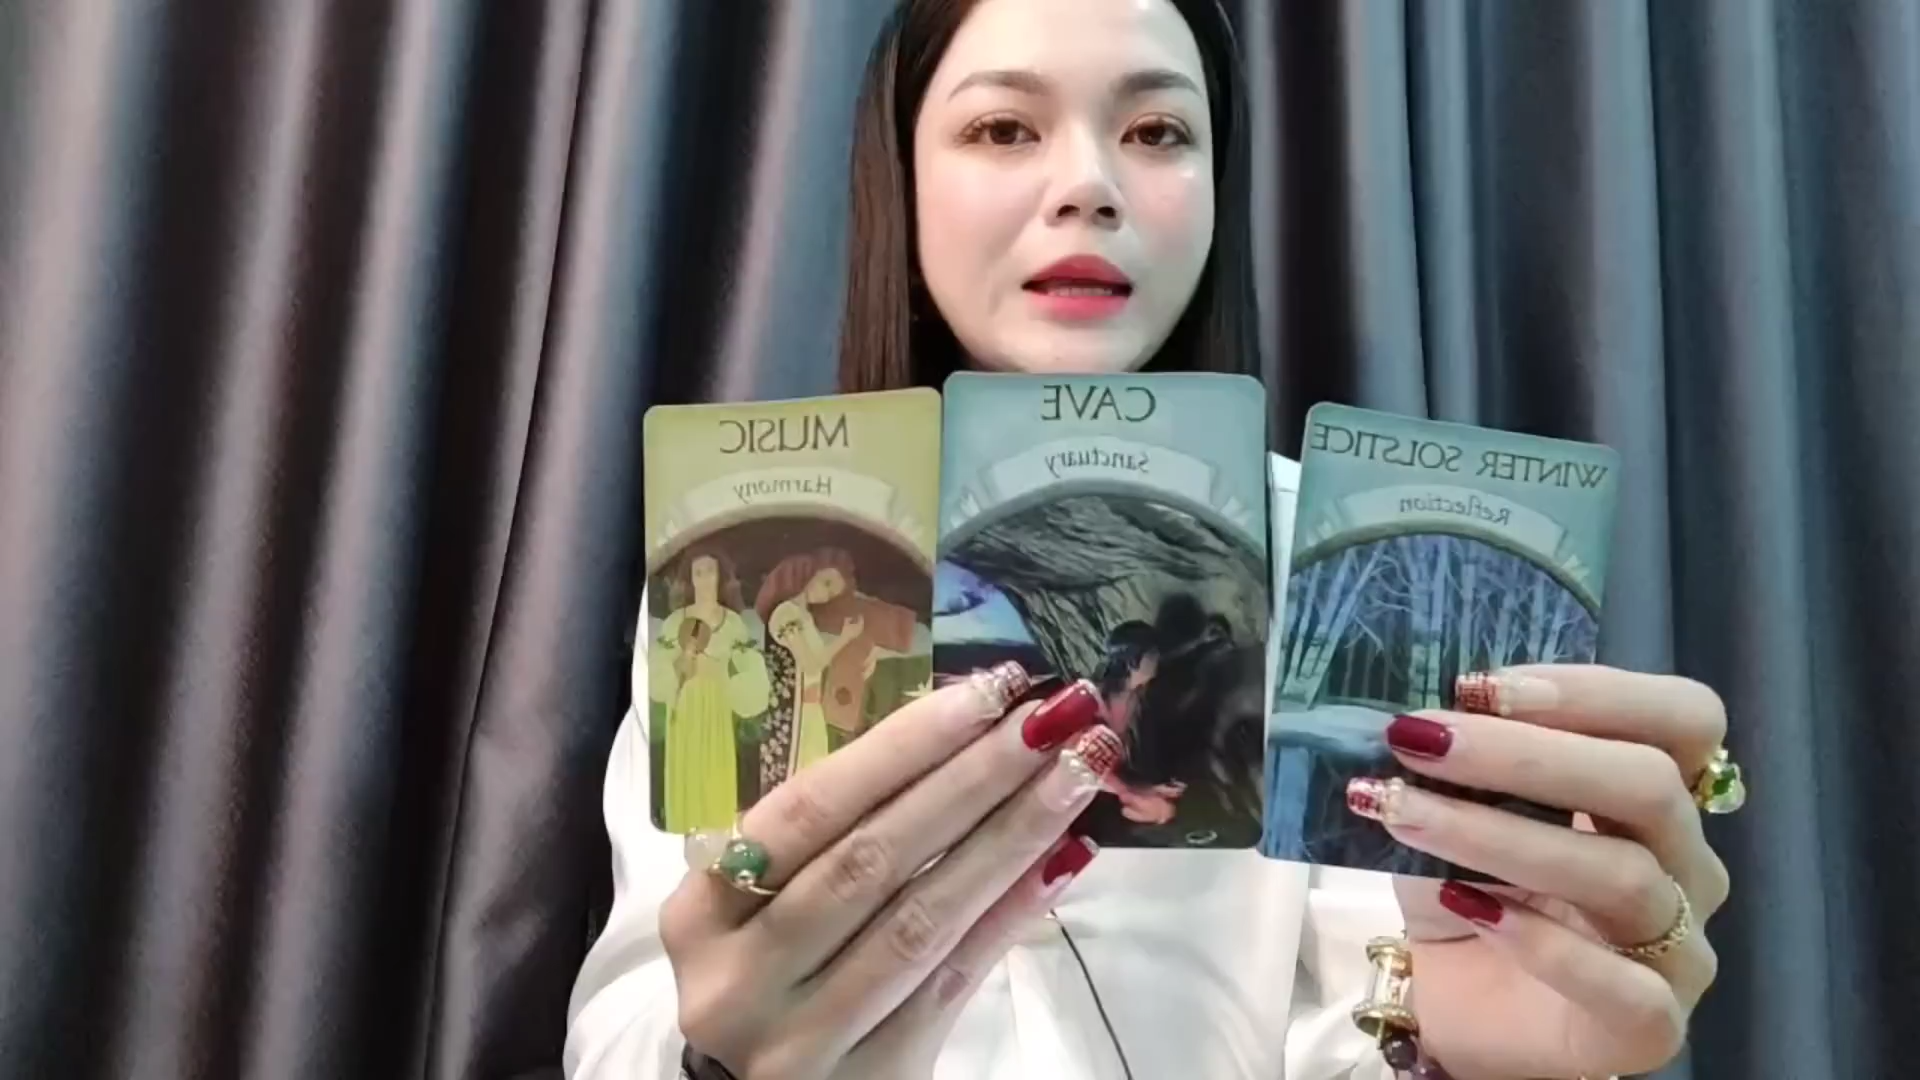 MUSIC
Harmony
CAVE
Sanctuary
WINTER SOLSTICE
Reflection